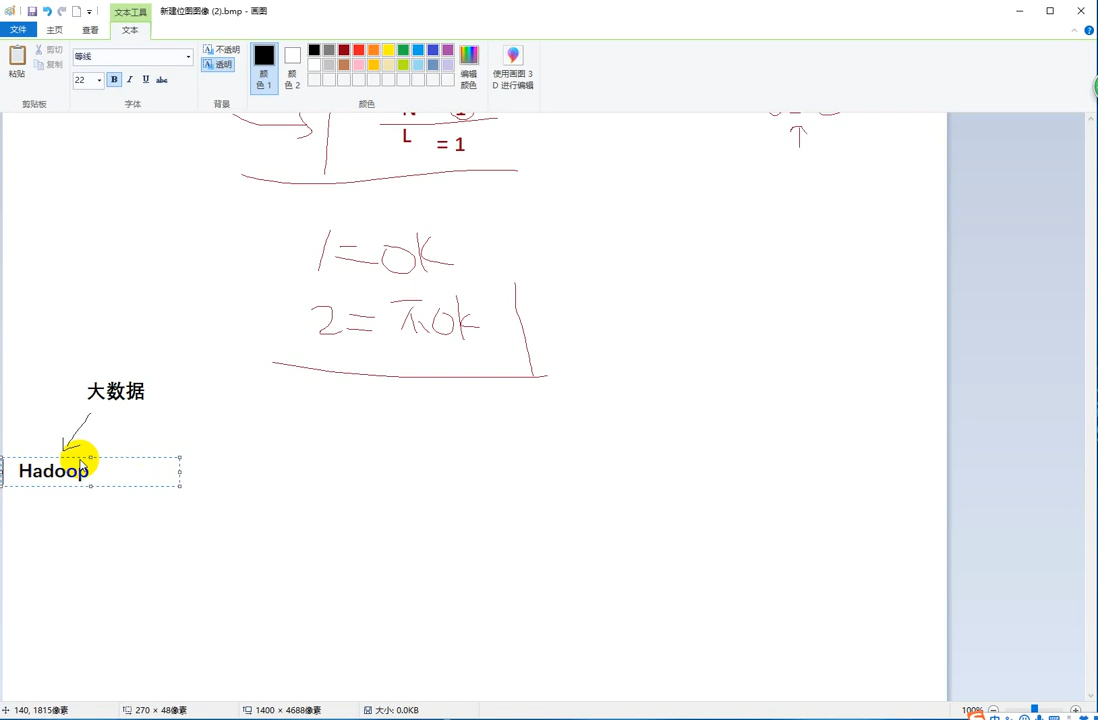 新建位图图像 (2).bmp - 画图
文本工具
文件 主页 查看 文本
粘贴 剪切 复制
剪贴板
等线
22 B I U abc
字体
不透明
透明
背景
颜色 1
颜色 2
编辑颜色
颜色
使用画图 3D 进行编辑
L = 1
1=ok
2=不ok
大数据
Hadoop
140, 1815像素 270 × 48像素 1400 × 4688像素 大小: 0.0KB 100%